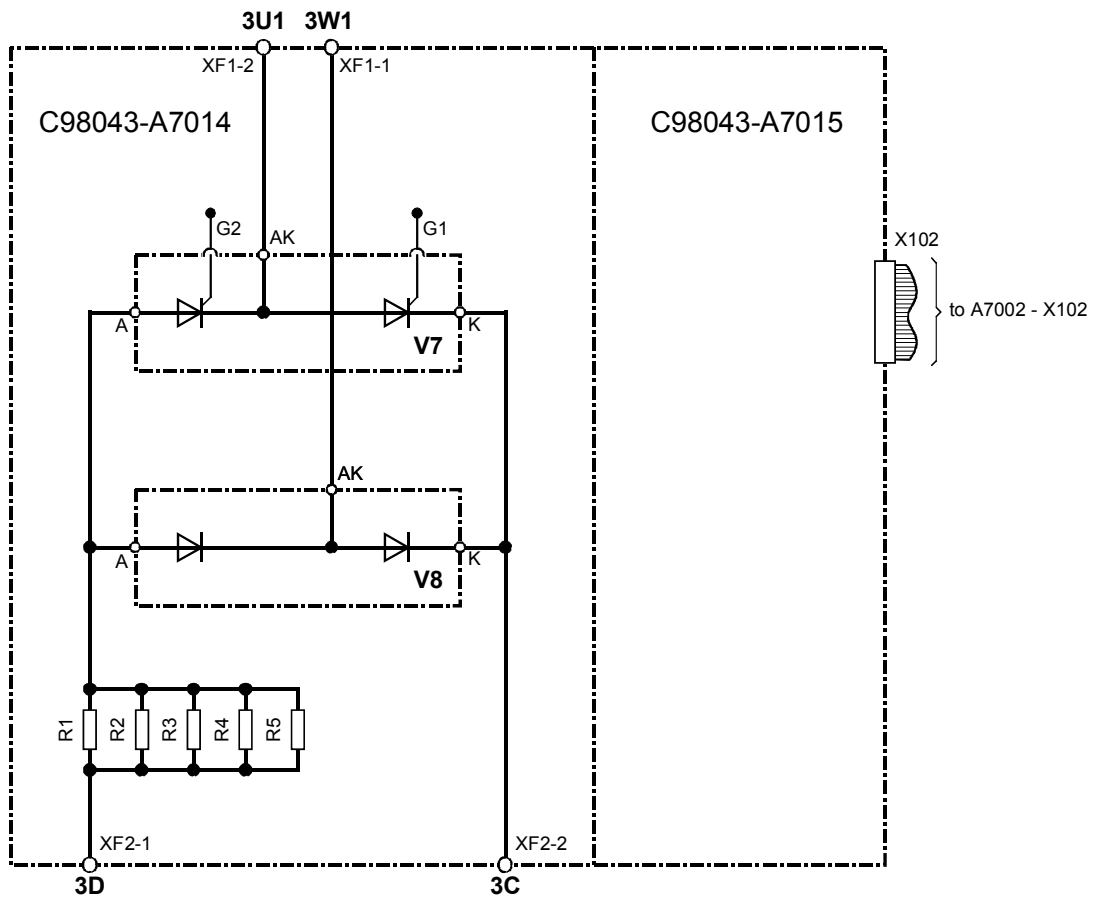 3U1 3W1
XF1-2 XF1-1
C98043-A7014 C98043-A7015
G2 AK G1
X102
to A7002 - X102
A K
V7
AK
A K
V8
R1 R2 R3 R4 R5
XF2-1 XF2-2
3D 3C